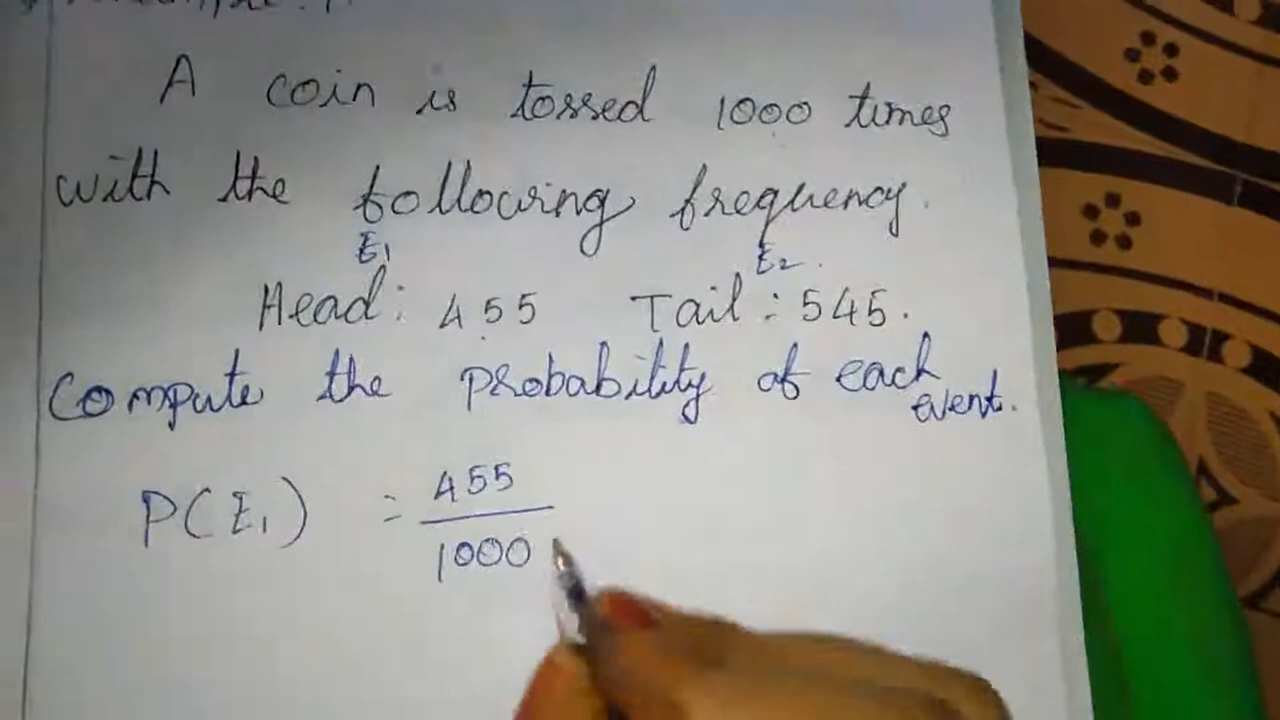 A coin is tossed 1000 times
with the following frequency.
E1 E2.
Head: 455 Tail: 545.
Compute the probability of each
event.
P(E1) = 455/1000